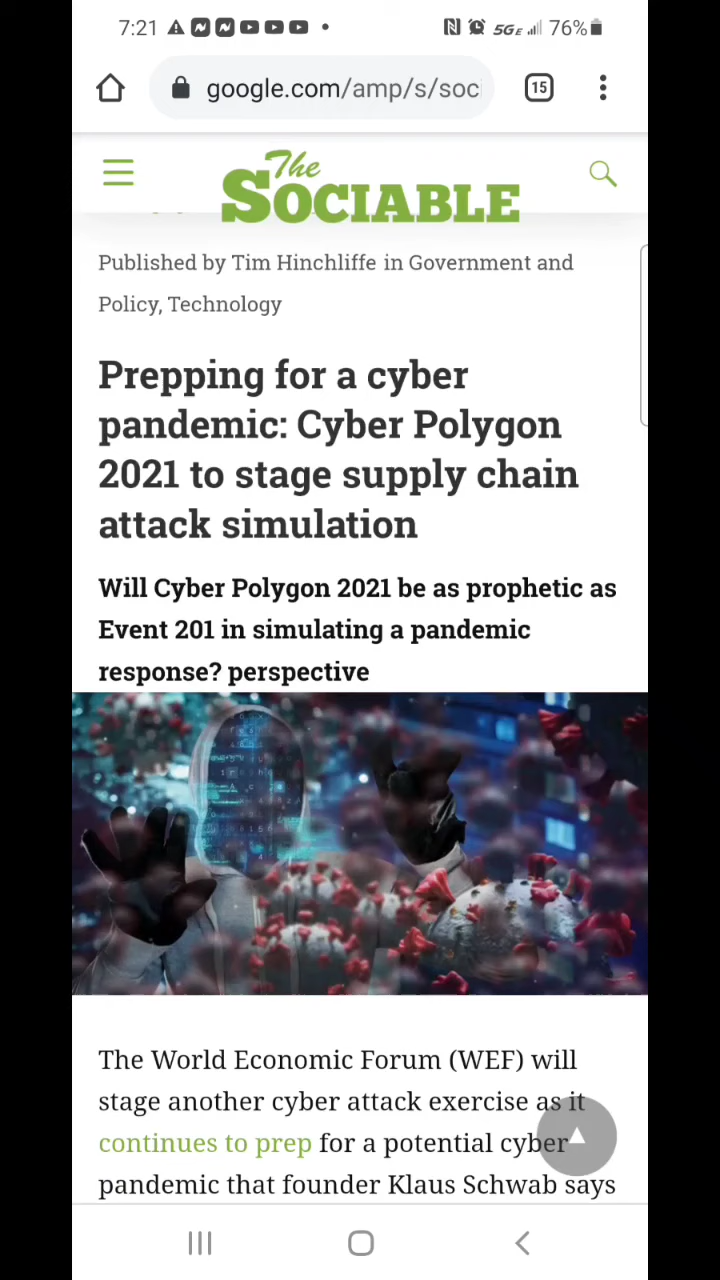 7:21
5GE 76%
google.com/amp/s/soci
15
The
SOCIABLE
Published by Tim Hinchliffe in Government and
Policy, Technology
Prepping for a cyber
pandemic: Cyber Polygon
2021 to stage supply chain
attack simulation
Will Cyber Polygon 2021 be as prophetic as
Event 201 in simulating a pandemic
response? perspective
The World Economic Forum (WEF) will
stage another cyber attack exercise as it
continues to prep for a potential cyber
pandemic that founder Klaus Schwab says